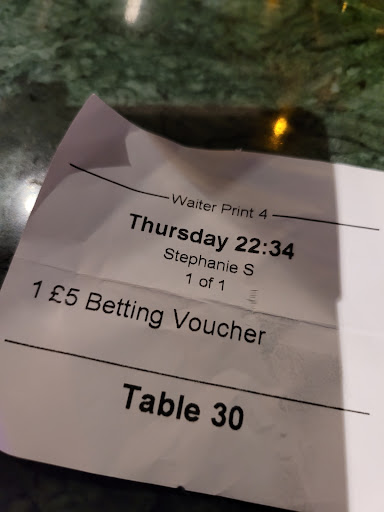 Waiter Print 4
Thursday 22:34
Stephanie S
1 of 1
1 £5 Betting Voucher
Table 30